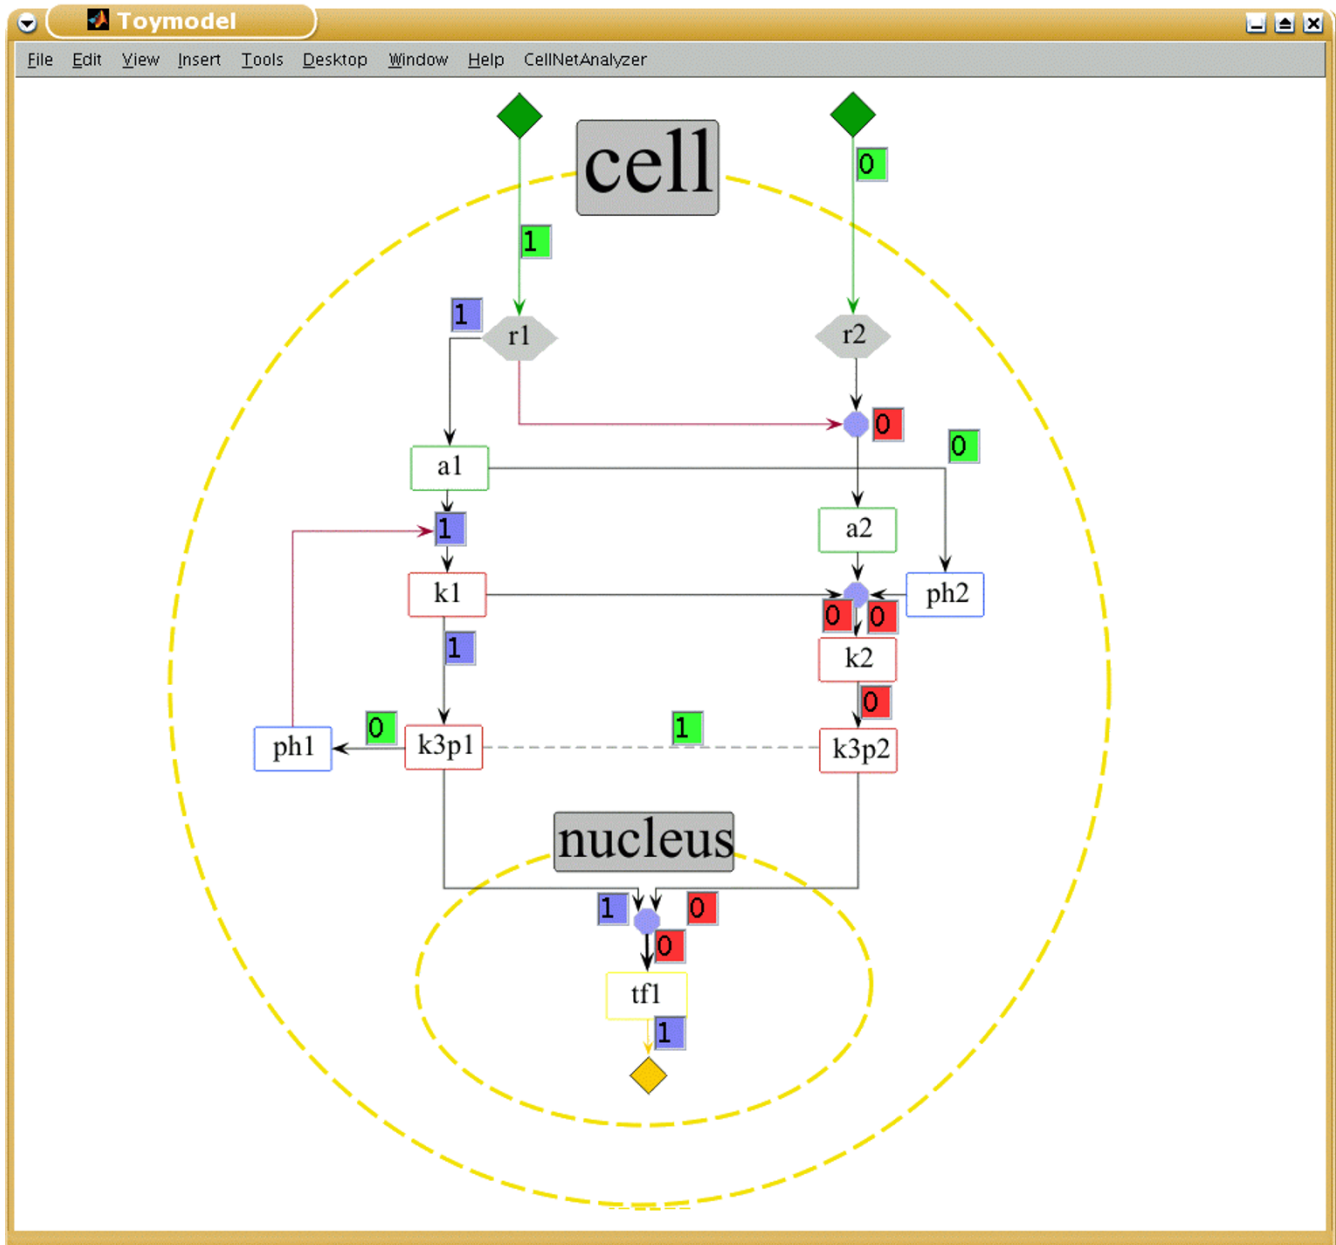 Toymodel
File Edit View Insert Tools Desktop Window Help CellNetAnalyzer
cell
0
1
1
r1
r2
0
0
a1
a2
1
k1
ph2
0
0
1
k2
0
0
1
ph1
k3p1
k3p2
nucleus
1
0
0
tf1
1